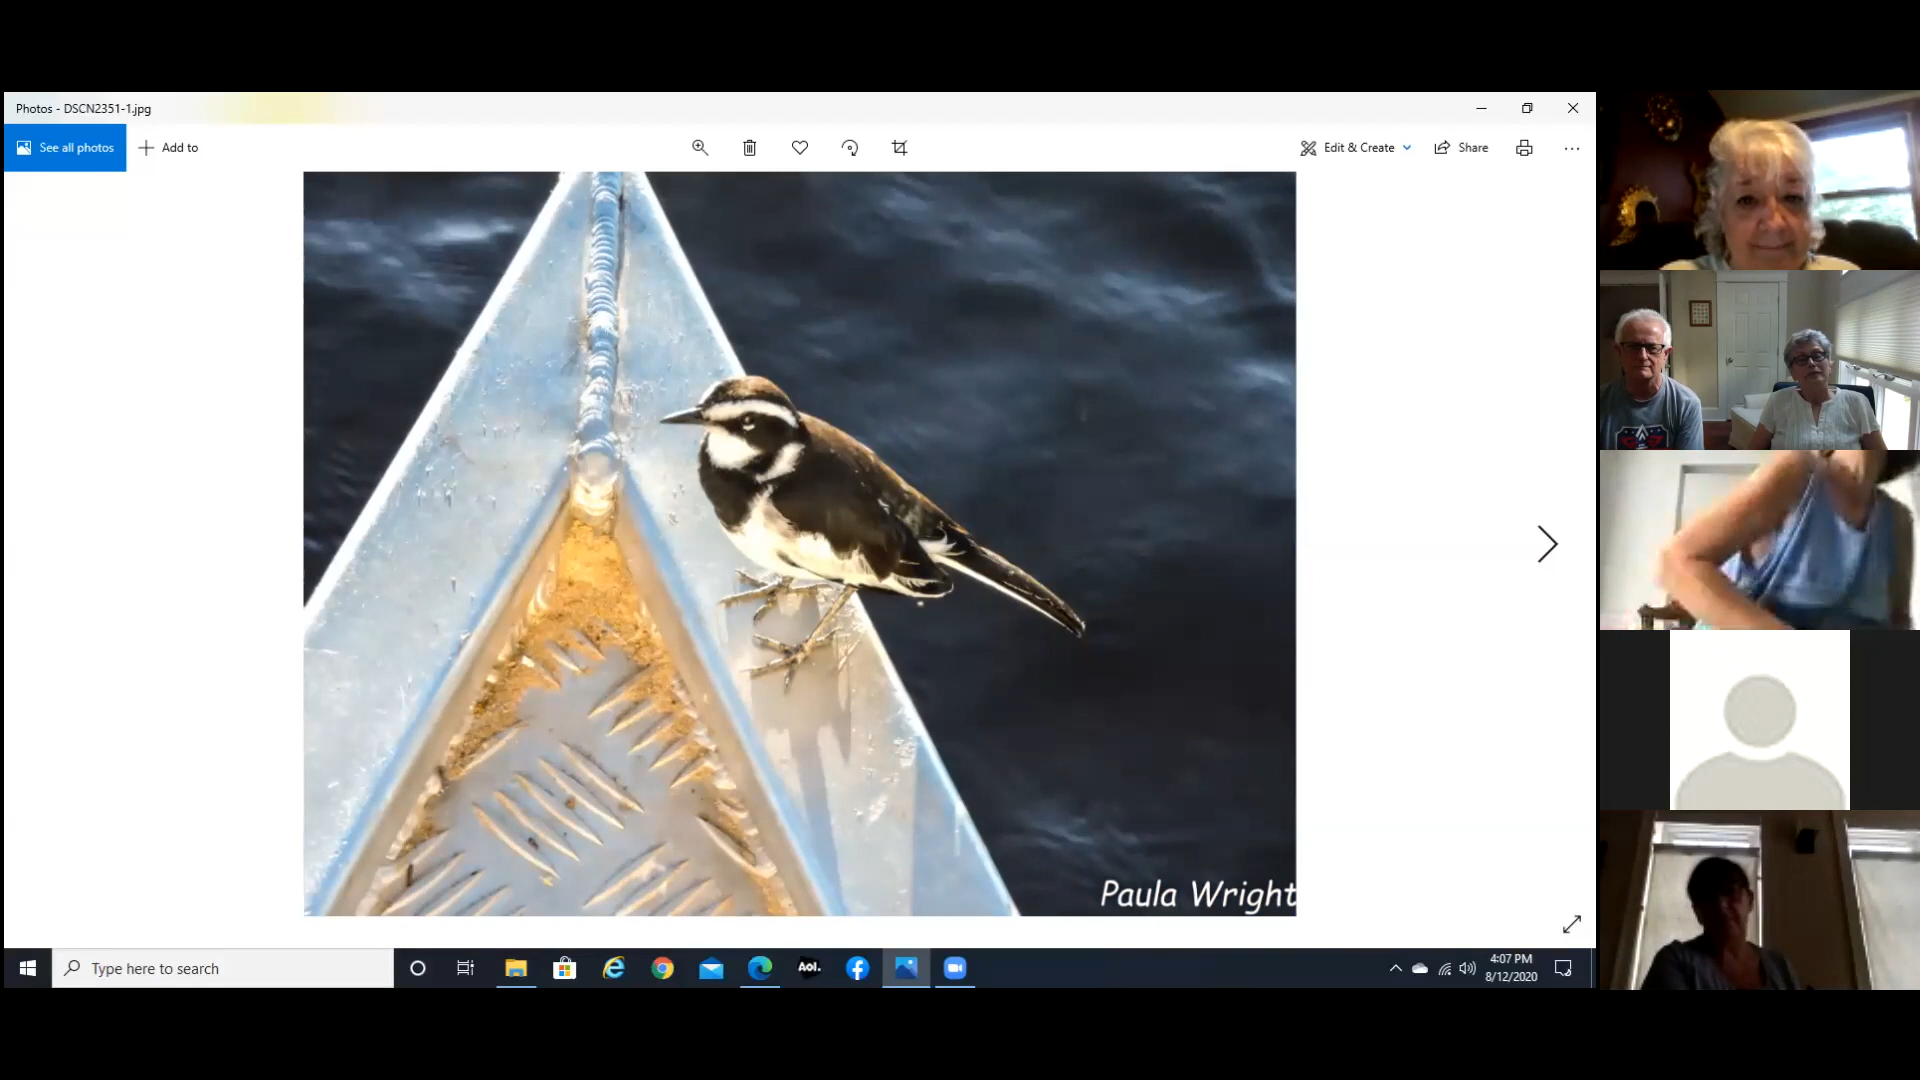 Photos - DSCN2351-1.jpg
See all photos
Add to
Edit & Create
Share
Paula Wright
Type here to search
Aol.
4:07 PM
8/12/2020